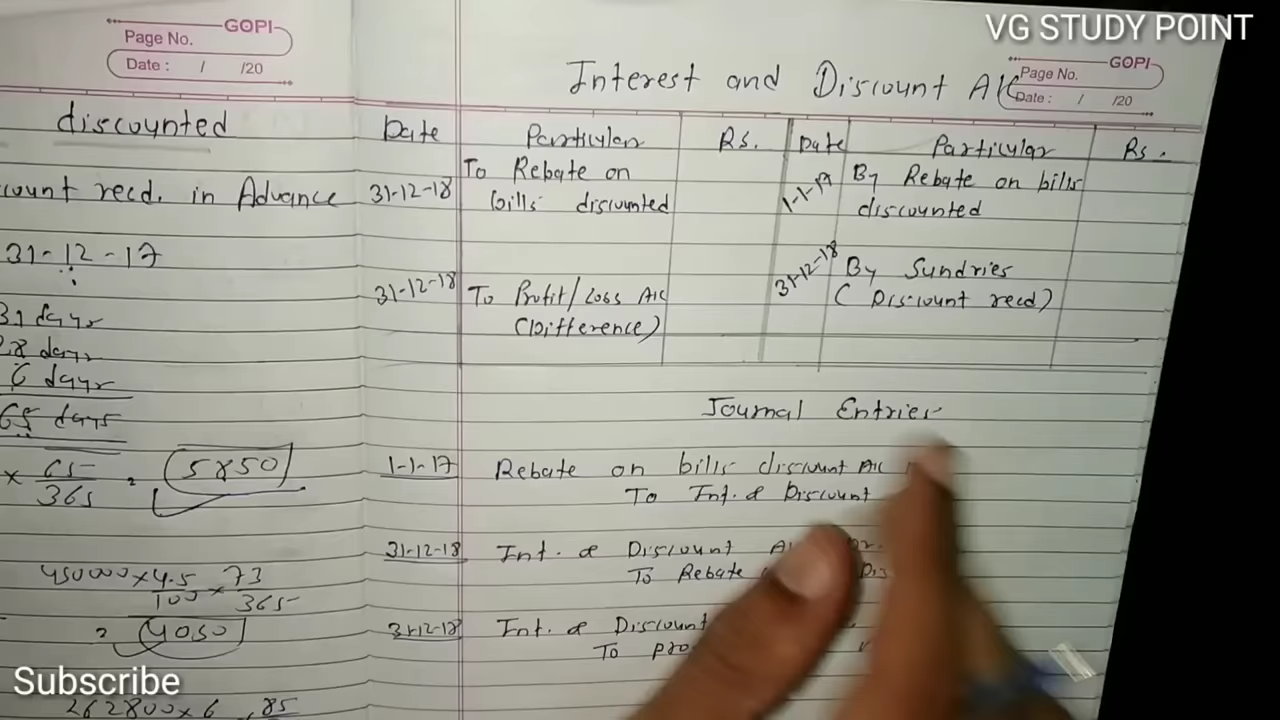 VG STUDY POINT
GOPI
Page No.
Date : / /20
GOPI
Page No.
Date : / /20
discounted
count recd. in Advance
31-12-17
31 days
28 days
6 days
65 days
× 65/365 = 5850
450000 × 4.5/100 × 73/365
= 4050
262800 × 6 85
Interest and Discount A/c
Date Particular Rs. Date Particular Rs.
31-12-18 To Rebate on
bills discounted
1-1-17 By Rebate on bills
discounted
31-12-18 To Profit/Loss A/c
(Difference)
31-12-18 By Sundries
(Discount recd)
Journal Entries
1-1-17 Rebate on bills discount A/c
To Int. & Discount
31-12-18 Int. & Discount
To Rebate
31-12-18 Int. & Discount
To
Subscribe